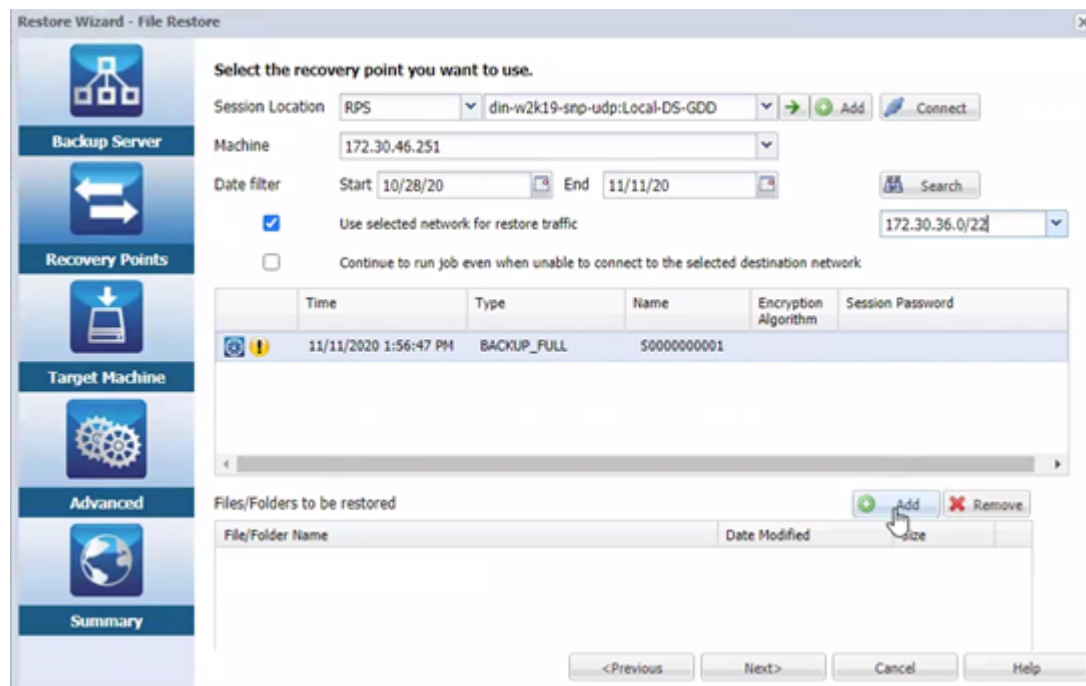 Restore Wizard - File Restore
Backup Server
Recovery Points
Target Machine
Advanced
Summary
Select the recovery point you want to use.
Session Location RPS din-w2k19-snp-udp:Local-DS-GDD Add Connect
Machine 172.30.46.251
Date filter Start 10/28/20 End 11/11/20 Search
Use selected network for restore traffic 172.30.36.0/22
Continue to run job even when unable to connect to the selected destination network
Time Type Name Encryption Algorithm Session Password
11/11/2020 1:56:47 PM BACKUP_FULL S0000000001
Files/Folders to be restored Add Remove
File/Folder Name Date Modified Size
<Previous Next> Cancel Help